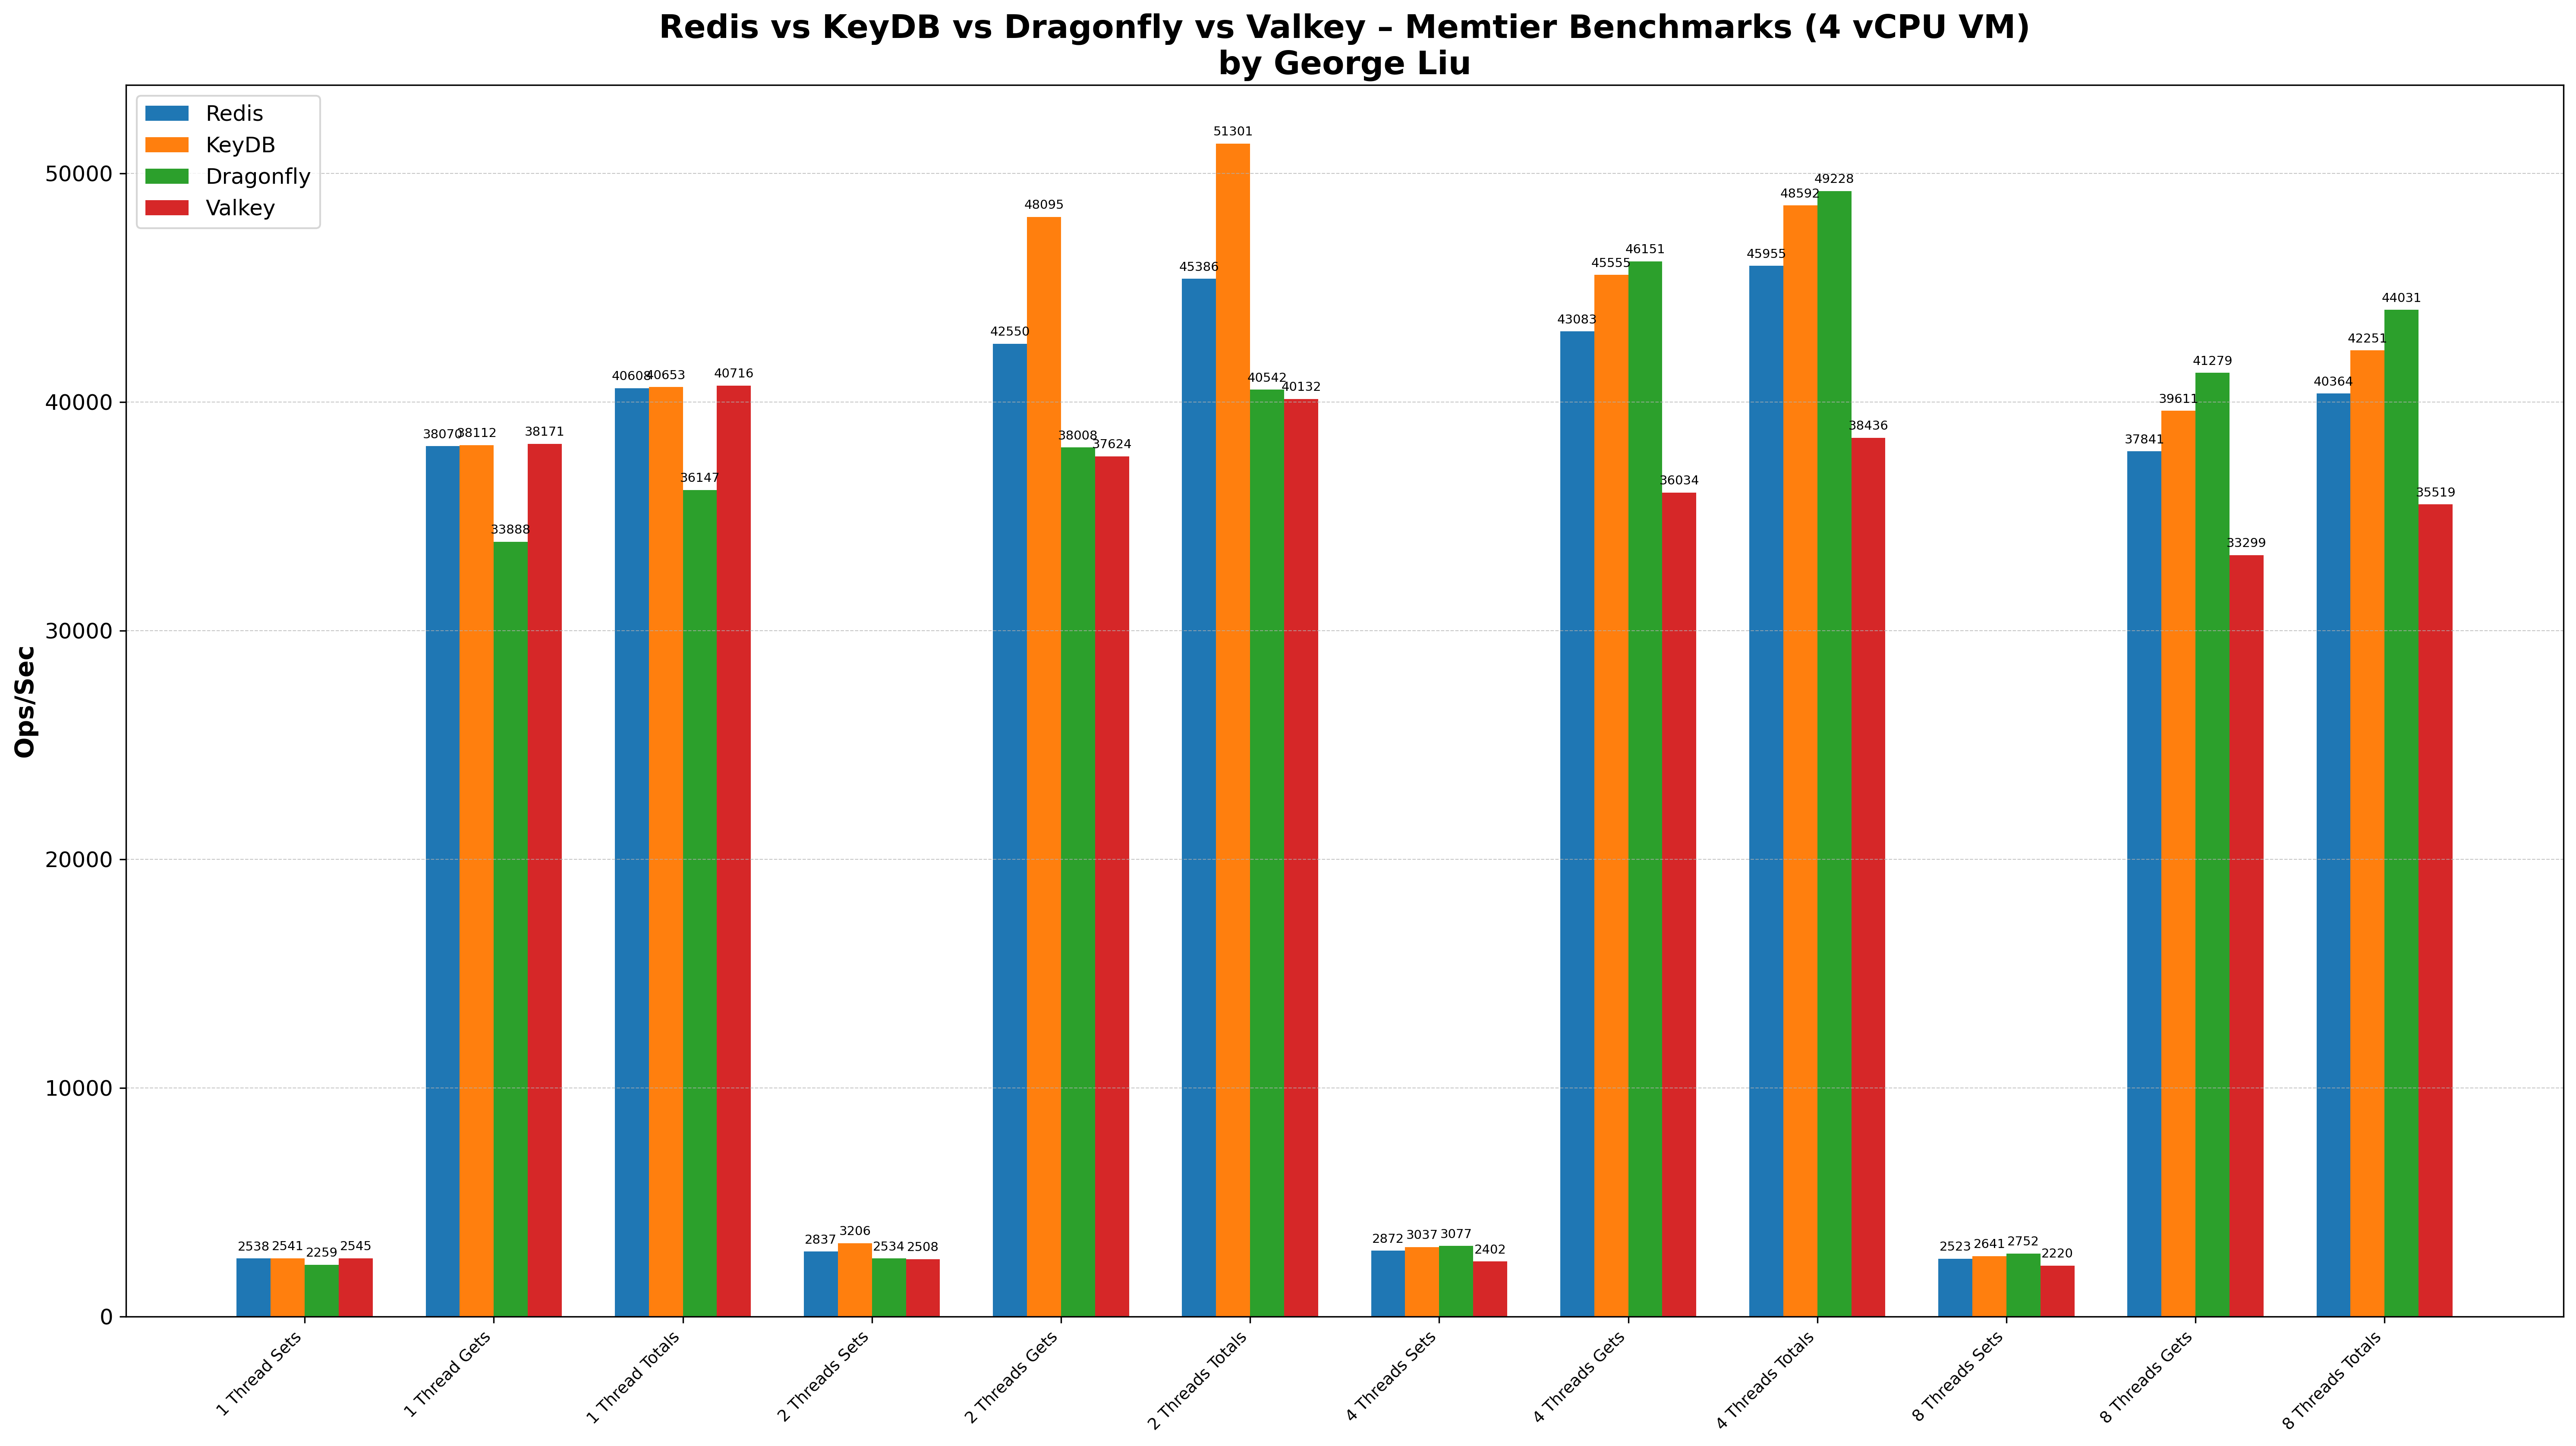 Redis vs KeyDB vs Dragonfly vs Valkey – Memtier Benchmarks (4 vCPU VM)
by George Liu
Redis
KeyDB
Dragonfly
Valkey
Ops/Sec
50000
40000
30000
20000
10000
0
2538 2541 2259 2545
38070 38112 33888 38171
40608 40653 36147 40716
2837 3206 2534 2508
42550 48095 38008 37624
45386 51301 40542 40132
2872 3037 3077 2402
43083 45555 46151 36034
45955 48592 49228 38436
2523 2641 2752 2220
37841 39611 41279 33299
40364 42251 44031 35519
1 Thread Sets
1 Thread Gets
1 Thread Totals
2 Threads Sets
2 Threads Gets
2 Threads Totals
4 Threads Sets
4 Threads Gets
4 Threads Totals
8 Threads Sets
8 Threads Gets
8 Threads Totals